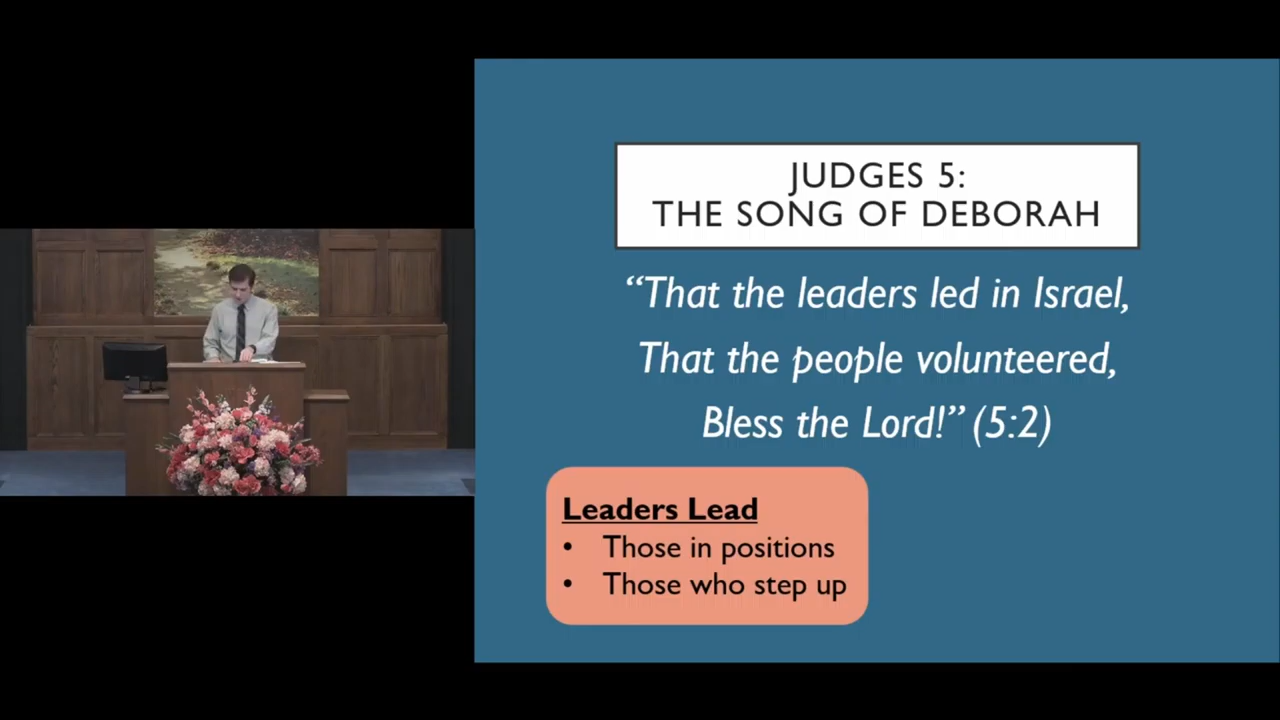 JUDGES 5:
THE SONG OF DEBORAH
“That the leaders led in Israel,
That the people volunteered,
Bless the Lord!” (5:2)
Leaders Lead
• Those in positions
• Those who step up